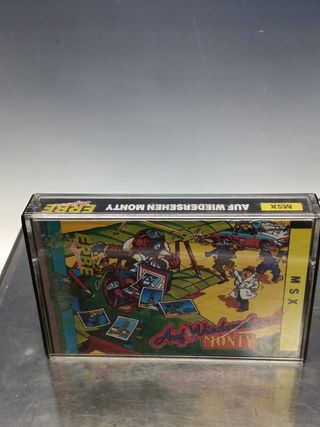 MSX
AUF WIEDERSEHEN MONTY
ERBE
ERBE
MSX
Auf Wiedersehen
MONTY